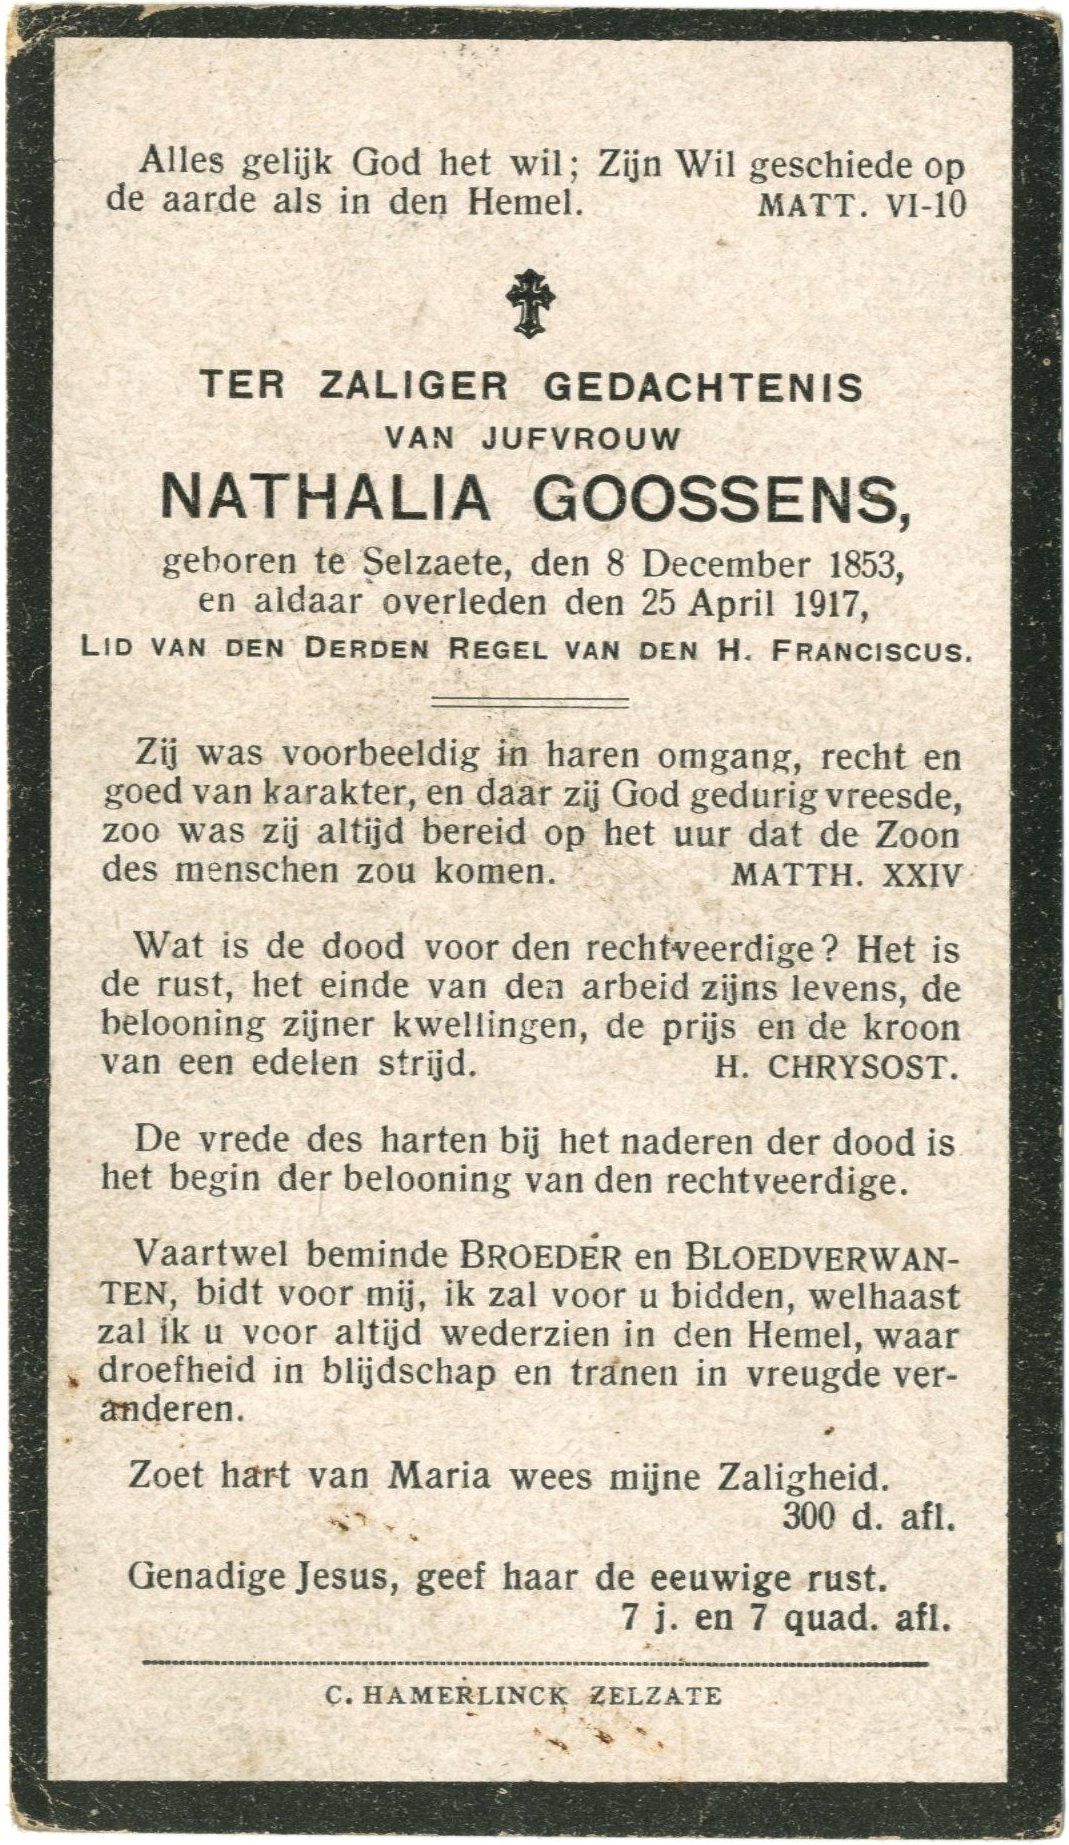 Alles gelijk God het wil; Zijn Wil geschiede op
de aarde als in den Hemel. MATT. VI-10
TER ZALIGER GEDACHTENIS
VAN JUFVROUW
NATHALIA GOOSSENS,
geboren te Selzaete, den 8 December 1853,
en aldaar overleden den 25 April 1917,
LID VAN DEN DERDEN REGEL VAN DEN H. FRANCISCUS.
Zij was voorbeeldig in haren omgang, recht en
goed van karakter, en daar zij God gedurig vreesde,
zoo was zij altijd bereid op het uur dat de Zoon
des menschen zou komen. MATTH. XXIV
Wat is de dood voor den rechtveerdige? Het is
de rust, het einde van den arbeid zijns levens, de
belooning zijner kwellingen, de prijs en de kroon
van een edelen strijd. H. CHRYSOST.
De vrede des harten bij het naderen der dood is
het begin der belooning van den rechtveerdige.
Vaartwel beminde BROEDER en BLOEDVERWAN-
TEN, bidt voor mij, ik zal voor u bidden, welhaast
zal ik u voor altijd wederzien in den Hemel, waar
droefheid in blijdschap en tranen in vreugde ver-
anderen.
Zoet hart van Maria wees mijne Zaligheid.
300 d. afl.
Genadige Jesus, geef haar de eeuwige rust.
7 j. en 7 quad. afl.
C. HAMERLINCK ZELZATE